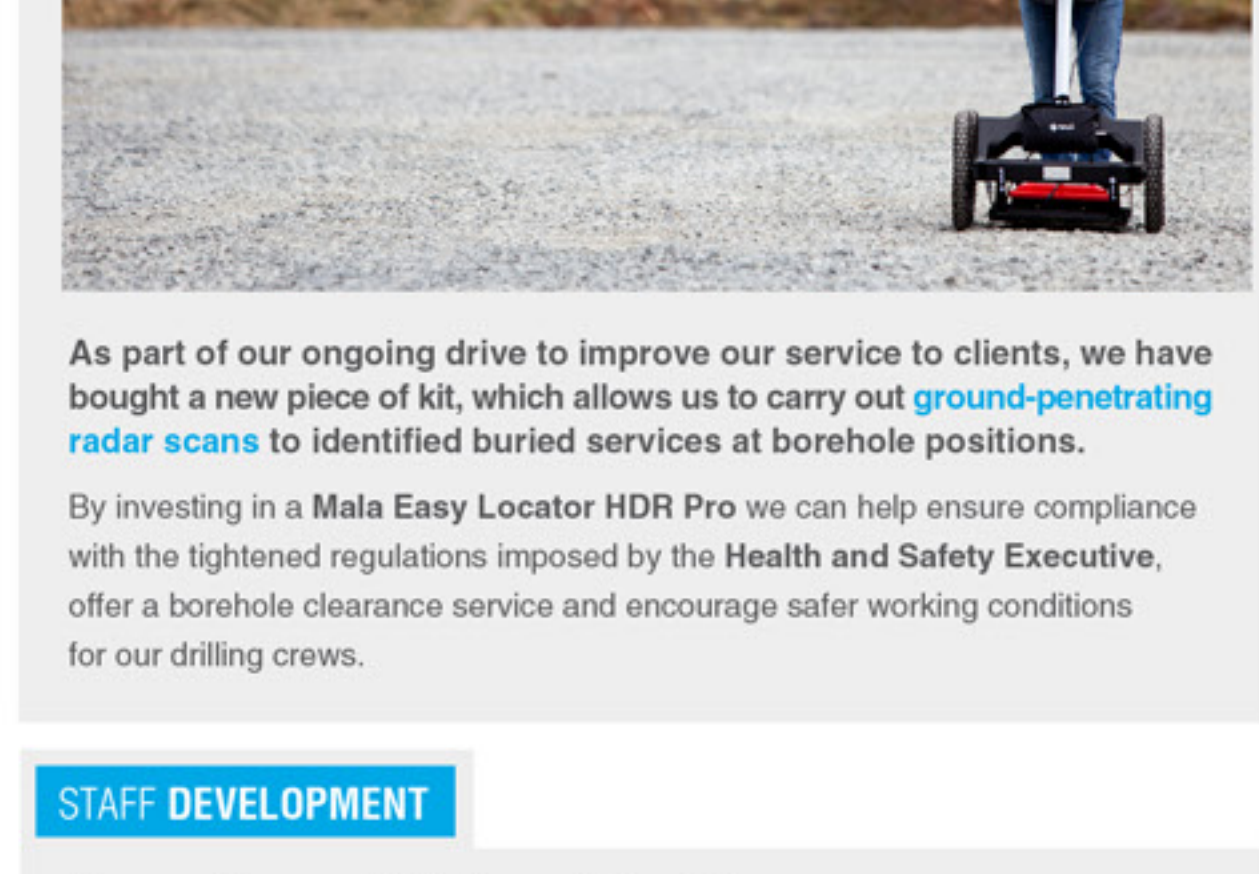 As part of our ongoing drive to improve our service to clients, we have
bought a new piece of kit, which allows us to carry out ground-penetrating
radar scans to identified buried services at borehole positions.
By investing in a Mala Easy Locator HDR Pro we can help ensure compliance
with the tightened regulations imposed by the Health and Safety Executive,
offer a borehole clearance service and encourage safer working conditions
for our drilling crews.
STAFF DEVELOPMENT